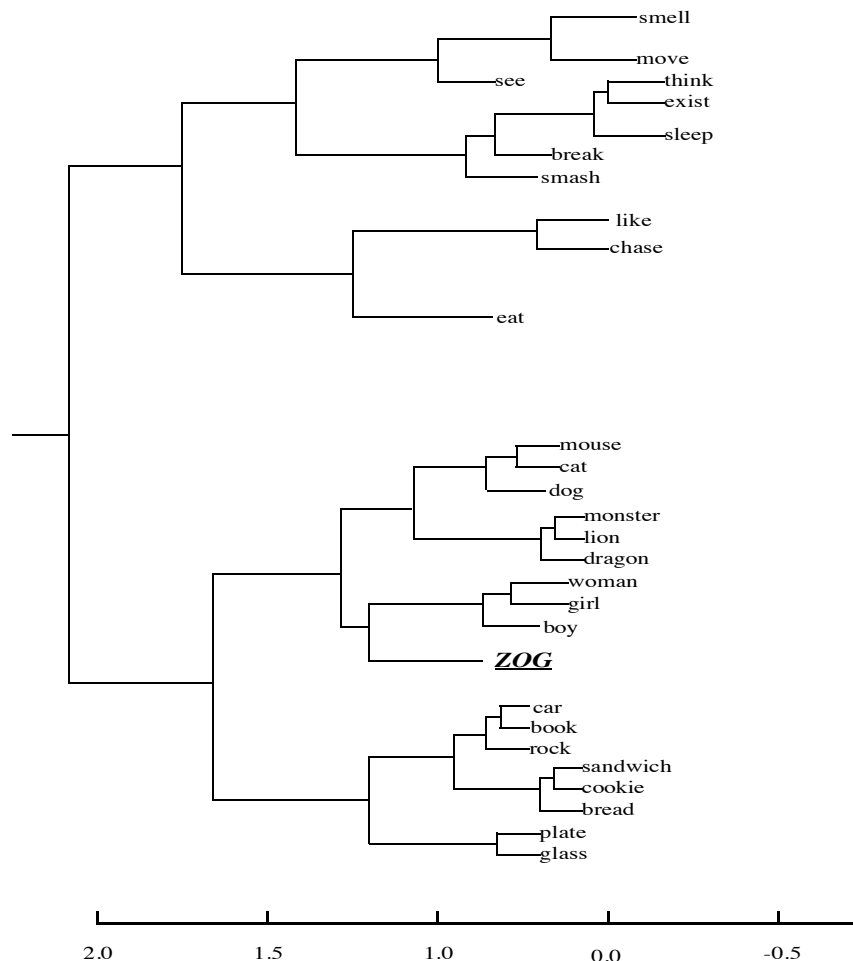 smell
move
see
think
exist
sleep
break
smash
like
chase
eat
mouse
cat
dog
monster
lion
dragon
woman
girl
boy
ZOG
car
book
rock
sandwich
cookie
bread
plate
glass
2.0 1.5 1.0 0.0 -0.5